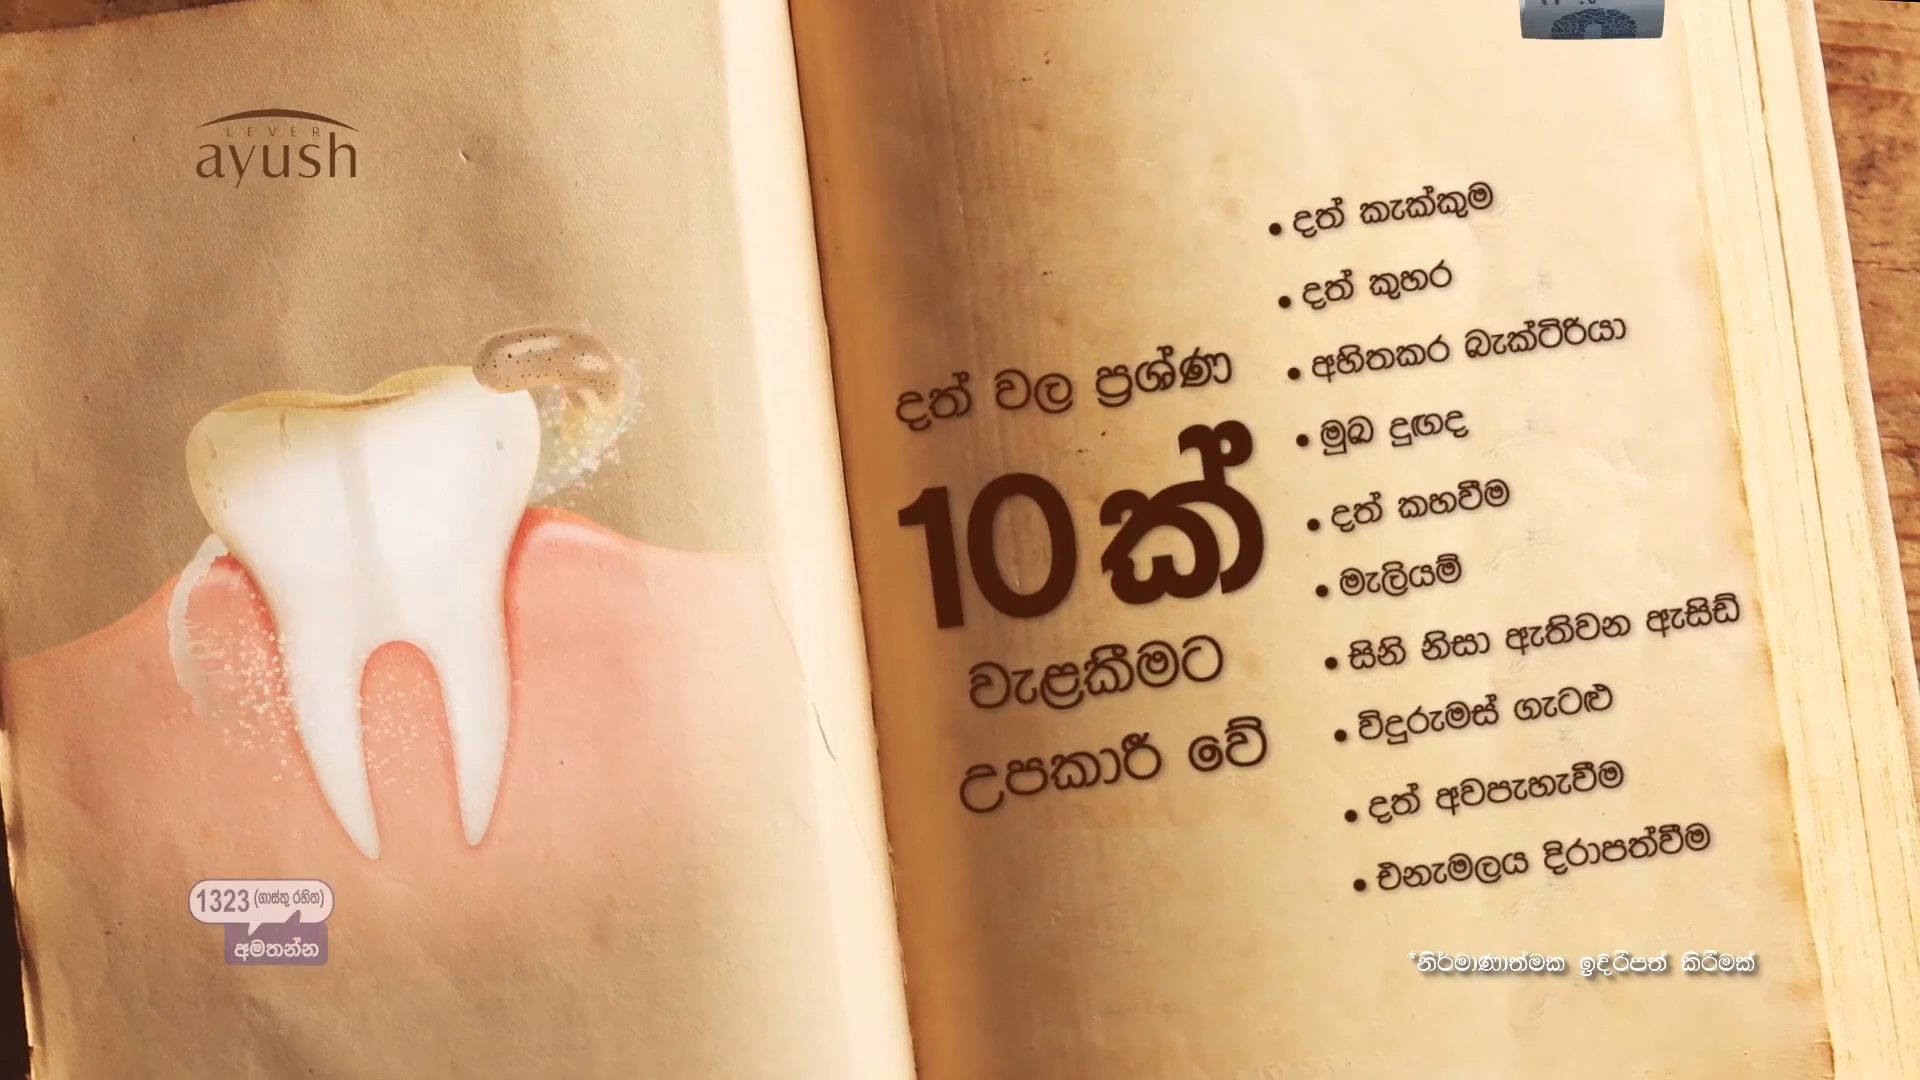 LEVER
ayush
දත් වල ප්‍රශ්ණ
10ක්
වැළකීමට
උපකාරී වේ
• දත් කැක්කුම
• දත් කුහර
• අහිතකර බැක්ටිරියා
• මුඛ දුගඳ
• දත් කහවීම
• මැලියම්
• සිනි නිසා ඇතිවන ඇසිඩ්
• විදුරුමස් ගැටළු
• දත් අවපැහැවීම
• එනැමලය දිරාපත්වීම
1323 (ගාස්තු රහිත)
අමතන්න
*නිර්මාණාත්මක ඉදිරිපත් කිරීමක්